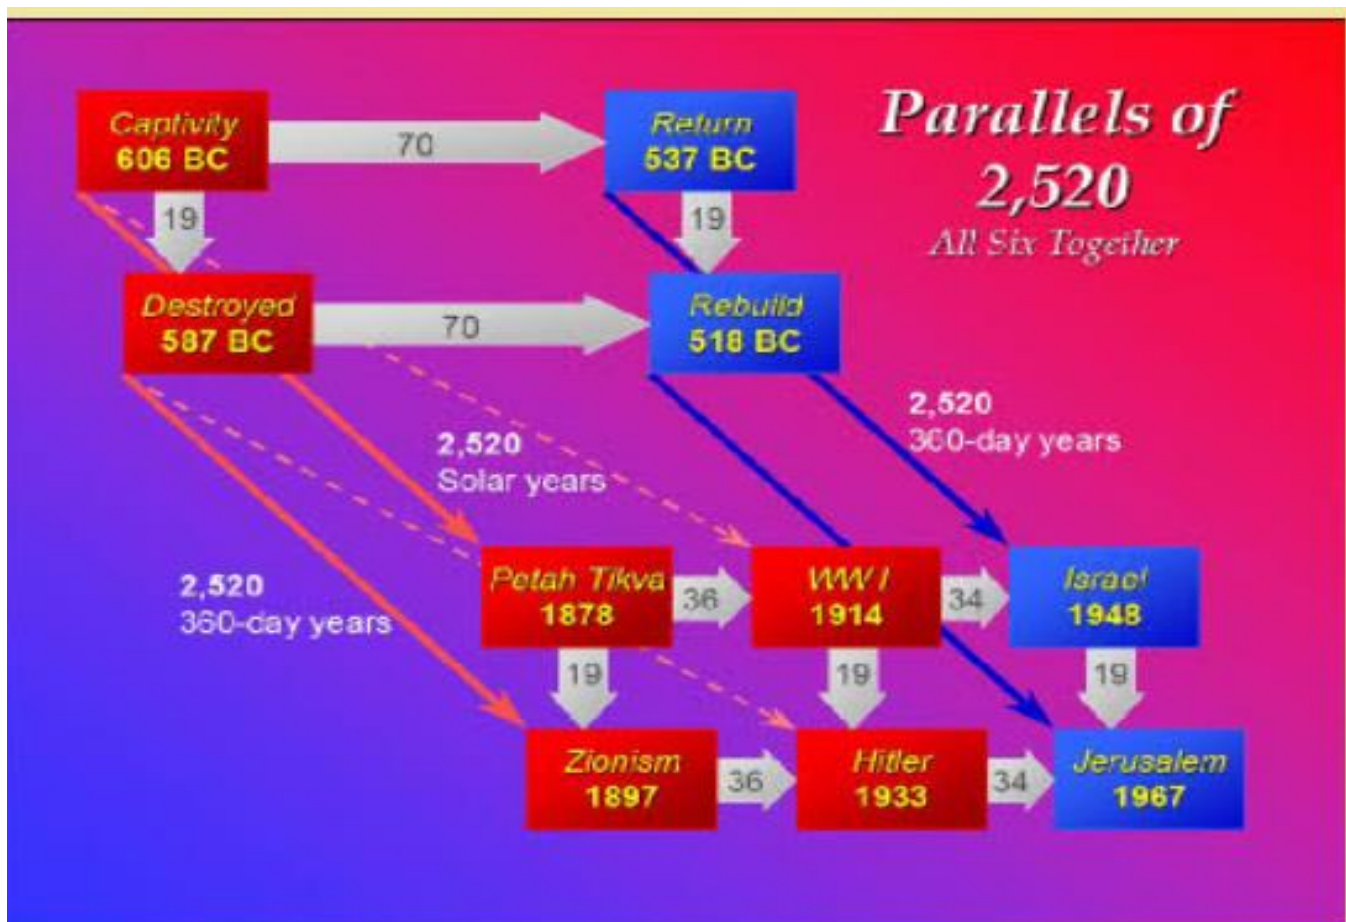 Parallels of
2,520
All Six Together
Captivity
606 BC
70
Return
537 BC
19
19
Destroyed
587 BC
70
Rebuild
518 BC
2,520
360-day years
2,520
Solar years
2,520
360-day years
Petah Tikva
1878
36
WW I
1914
34
Israel
1948
19
19
19
Zionism
1897
36
Hitler
1933
34
Jerusalem
1967